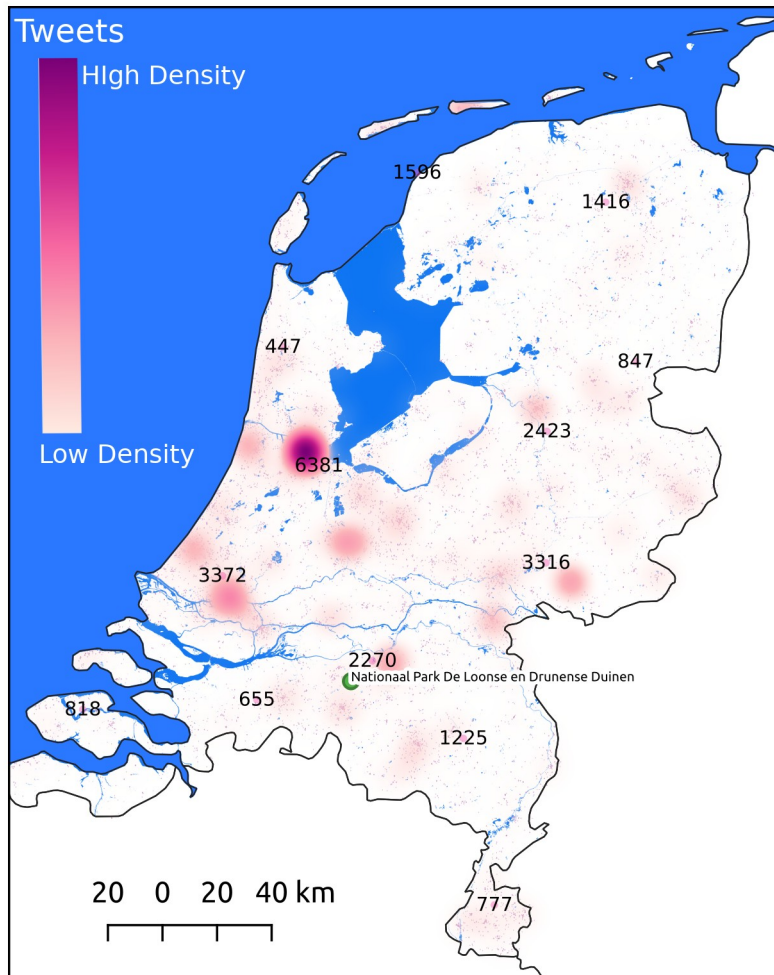 Tweets
HIgh Density
Low Density
1596
1416
447
847
2423
6381
3316
3372
2270
Nationaal Park De Loonse en Drunense Duinen
655
818
1225
777
20 0 20 40 km